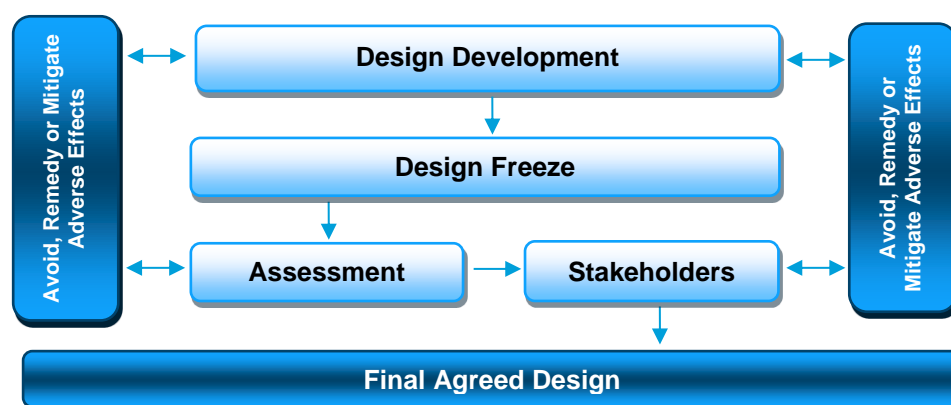 Avoid, Remedy or Mitigate
Adverse Effects
Design Development
Avoid, Remedy or
Mitigate Adverse Effects
Design Freeze
Assessment
Stakeholders
Final Agreed Design